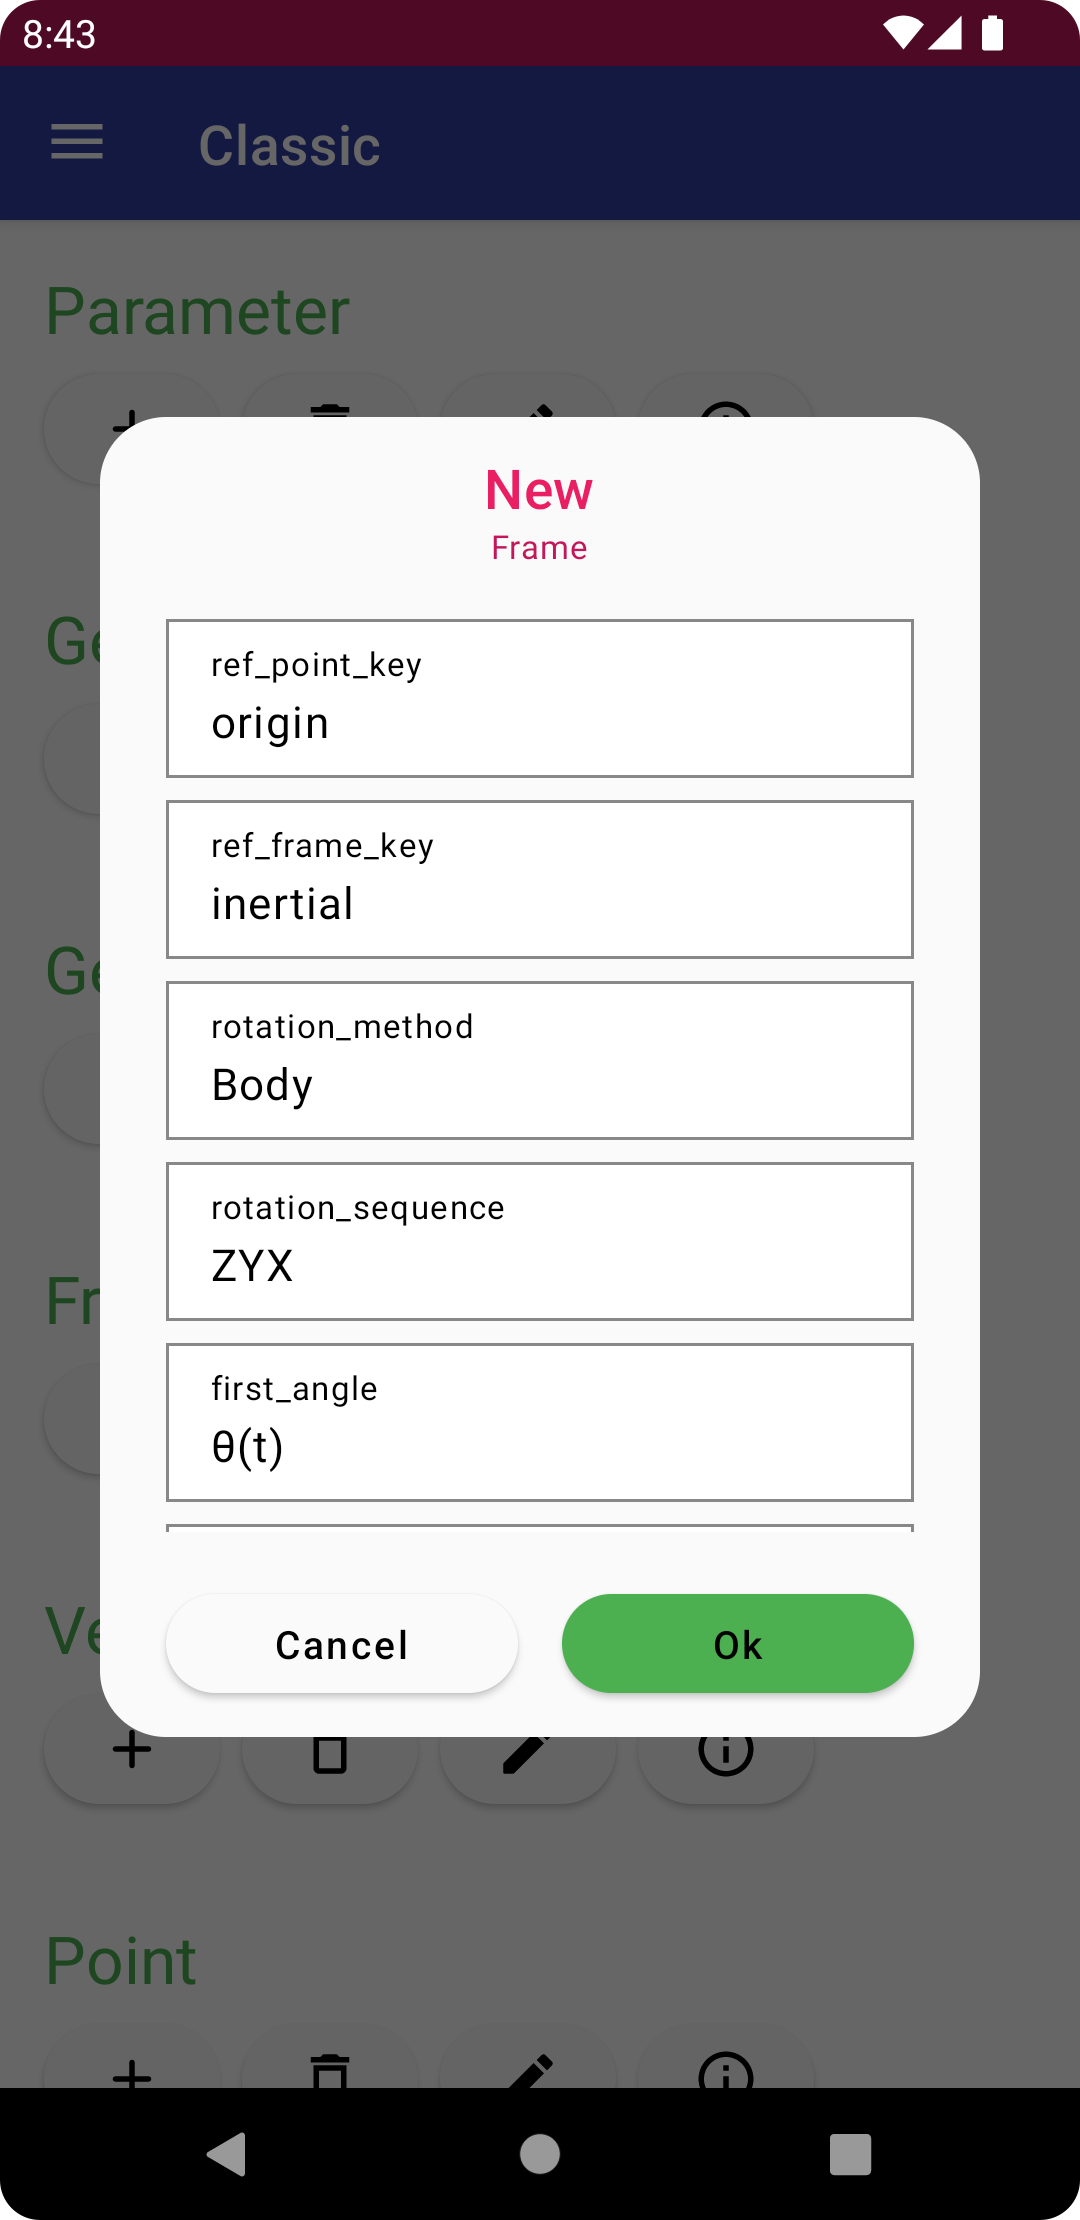 8:43
Classic
Parameter
New
Frame
ref_point_key
origin
Ge
ref_frame_key
inertial
Ge
rotation_method
Body
rotation_sequence
ZYX
Fr
first_angle
θ(t)
Ve
Cancel
Ok
Point